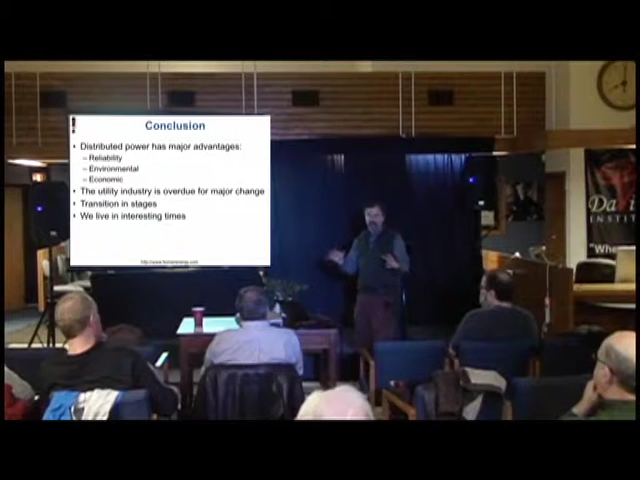 Conclusion
• Distributed power has major advantages:
– Reliability
– Environmental
– Economic
• The utility industry is overdue for major change
• Transition in stages
• We live in interesting times
INSTIT